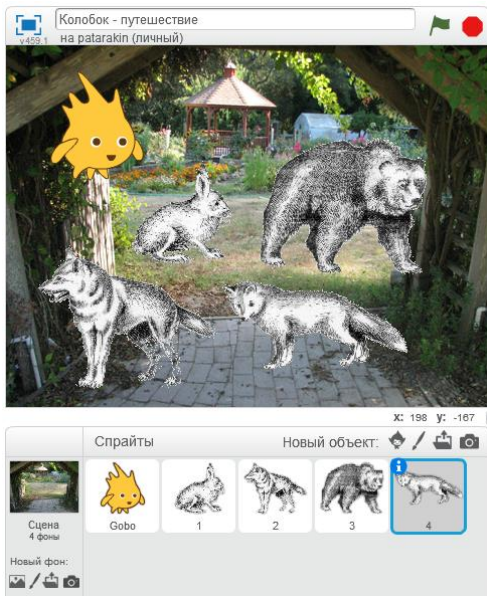 Колобок - путешествие
v459.1 на patarakin (личный)
x: 198 y: -167
Спрайты Новый объект:
Сцена
4 фоны
Gobo 1 2 3 4
Новый фон: